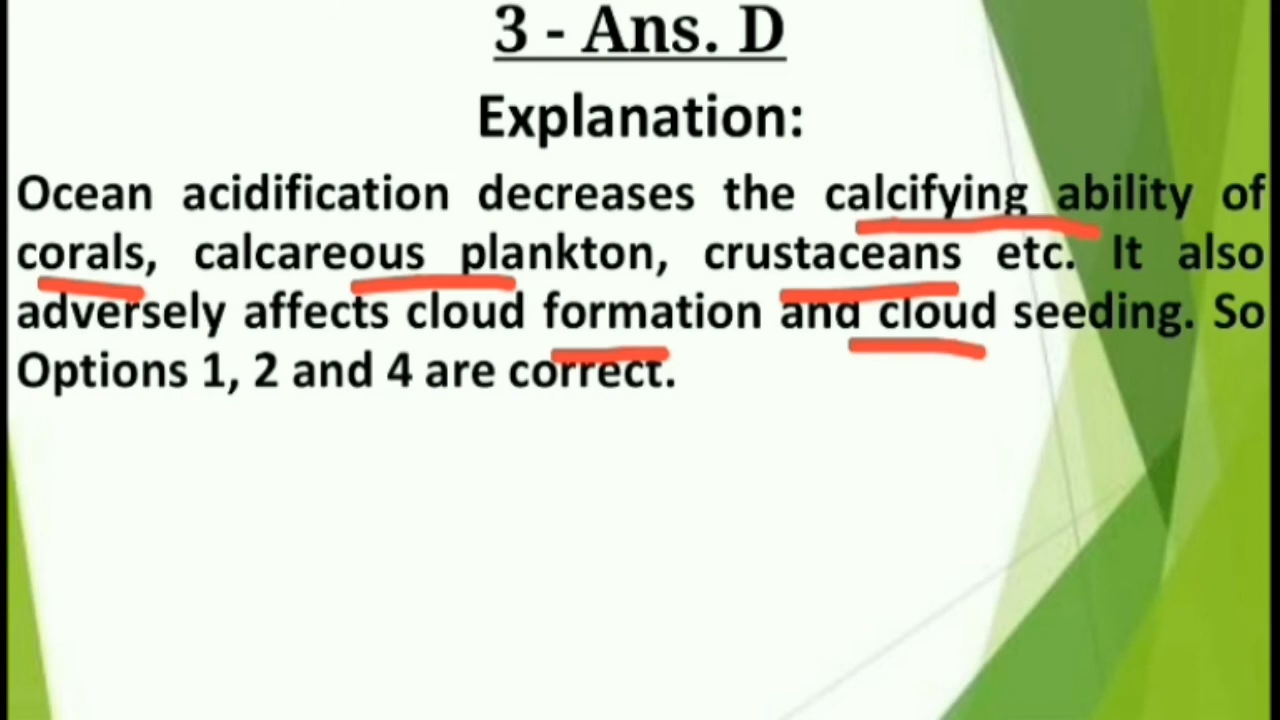 3 - Ans. D
Explanation:
Ocean acidification decreases the calcifying ability of
corals, calcareous plankton, crustaceans etc. It also
adversely affects cloud formation and cloud seeding. So
Options 1, 2 and 4 are correct.